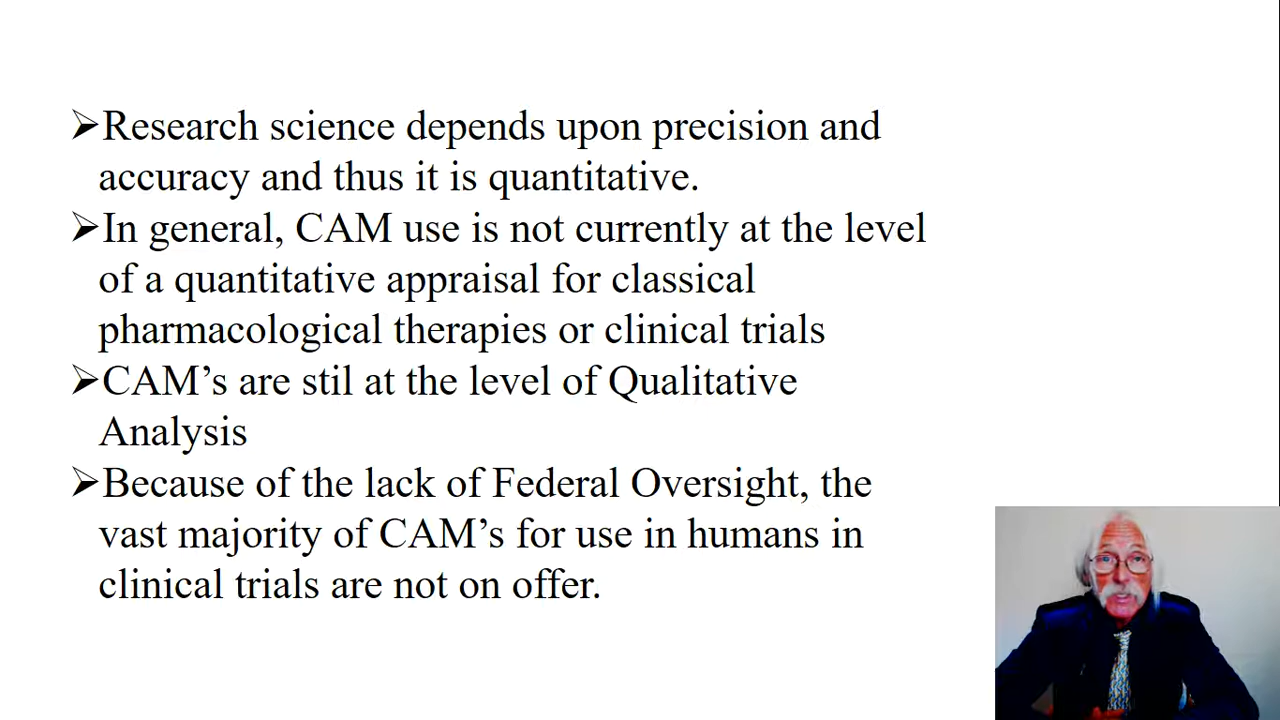 ➢Research science depends upon precision and
accuracy and thus it is quantitative.
➢In general, CAM use is not currently at the level
of a quantitative appraisal for classical
pharmacological therapies or clinical trials
➢CAM’s are stil at the level of Qualitative
Analysis
➢Because of the lack of Federal Oversight, the
vast majority of CAM’s for use in humans in
clinical trials are not on offer.